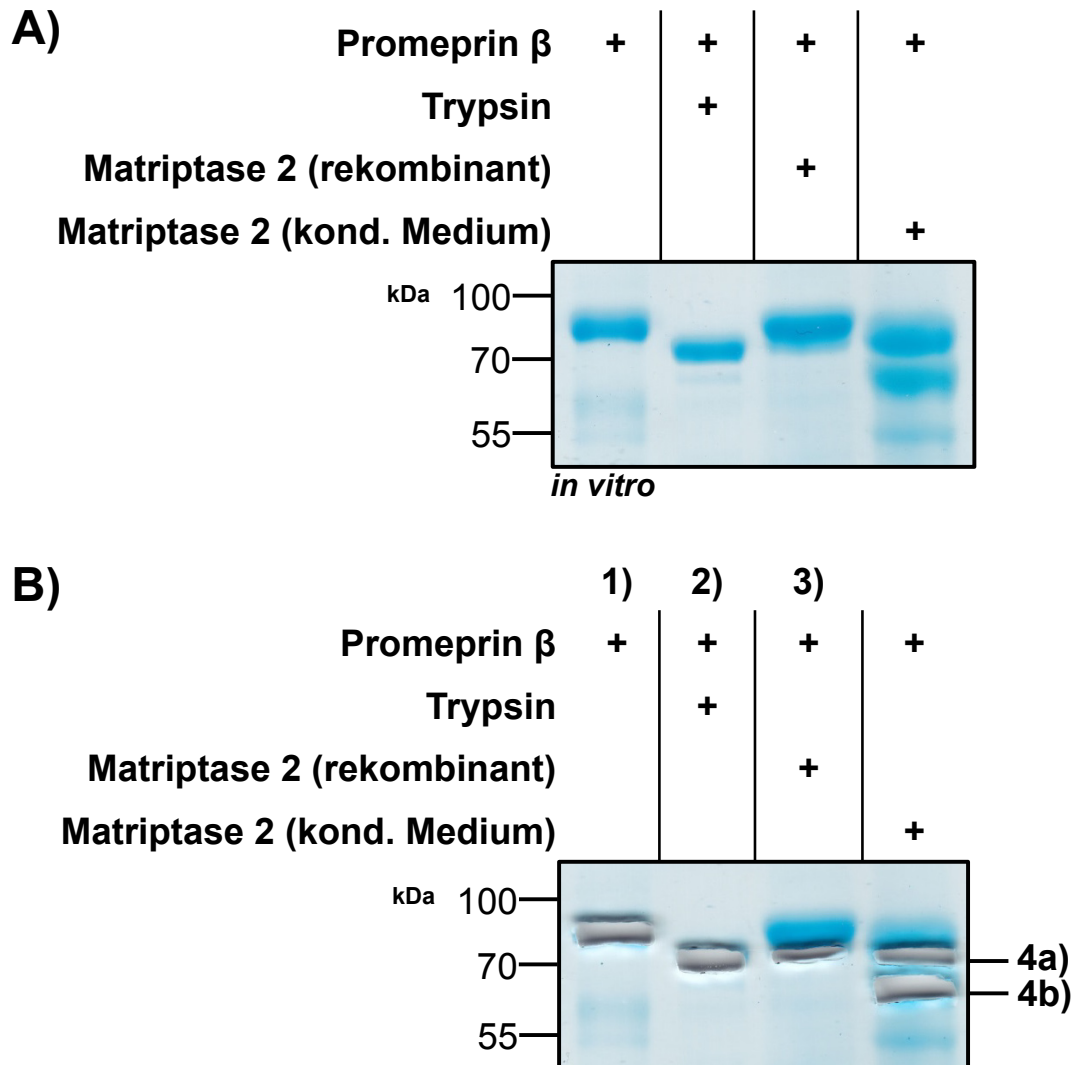 A)
Promeprin β + + + +
Trypsin +
Matriptase 2 (rekombinant) +
Matriptase 2 (kond. Medium) +
kDa 100
70
55
in vitro
B)
1) 2) 3)
Promeprin β + + + +
Trypsin +
Matriptase 2 (rekombinant) +
Matriptase 2 (kond. Medium) +
kDa 100
70 4a)
4b)
55